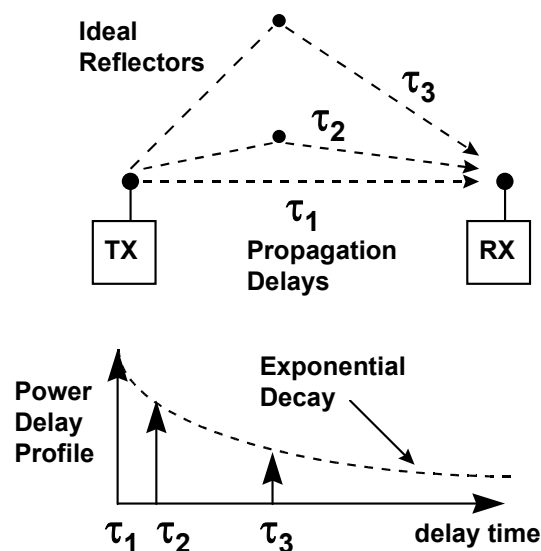 Ideal
Reflectors
τ3
τ2
τ1
TX
Propagation
Delays
RX
Power
Delay
Profile
Exponential
Decay
τ1 τ2 τ3 delay time